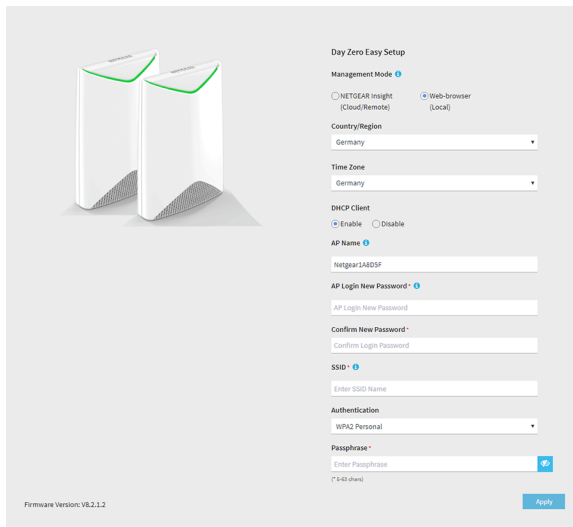 NETGEAR
NETGEAR
Day Zero Easy Setup
Management Mode
NETGEAR Insight
(Cloud/Remote)
Web-browser
(Local)
Country/Region
Germany
Time Zone
Germany
DHCP Client
Enable Disable
AP Name
Netgear1A8D5F
AP Login New Password*
AP Login New Password
Confirm New Password*
Confirm Login Password
SSID*
Enter SSID Name
Authentication
WPA2 Personal
Passphrase*
Enter Passphrase
(* 8-63 chars)
Firmware Version: V8.2.1.2
Apply